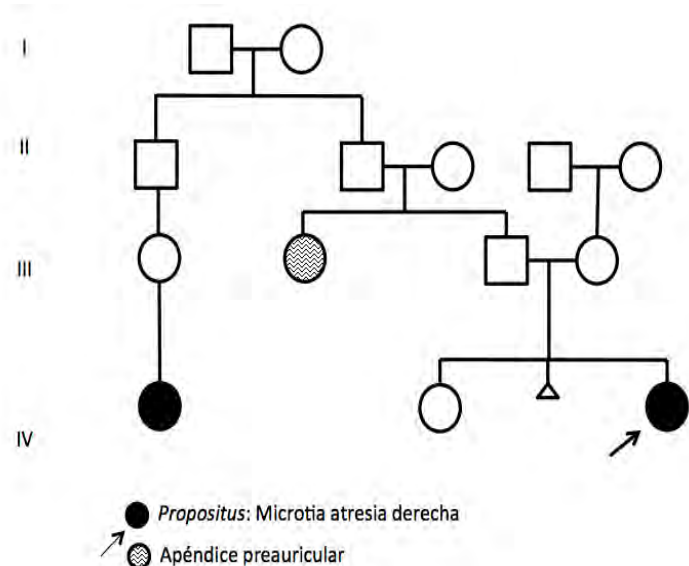 I
II
III
IV
Propositus: Microtia atresia derecha
Apéndice preauricular